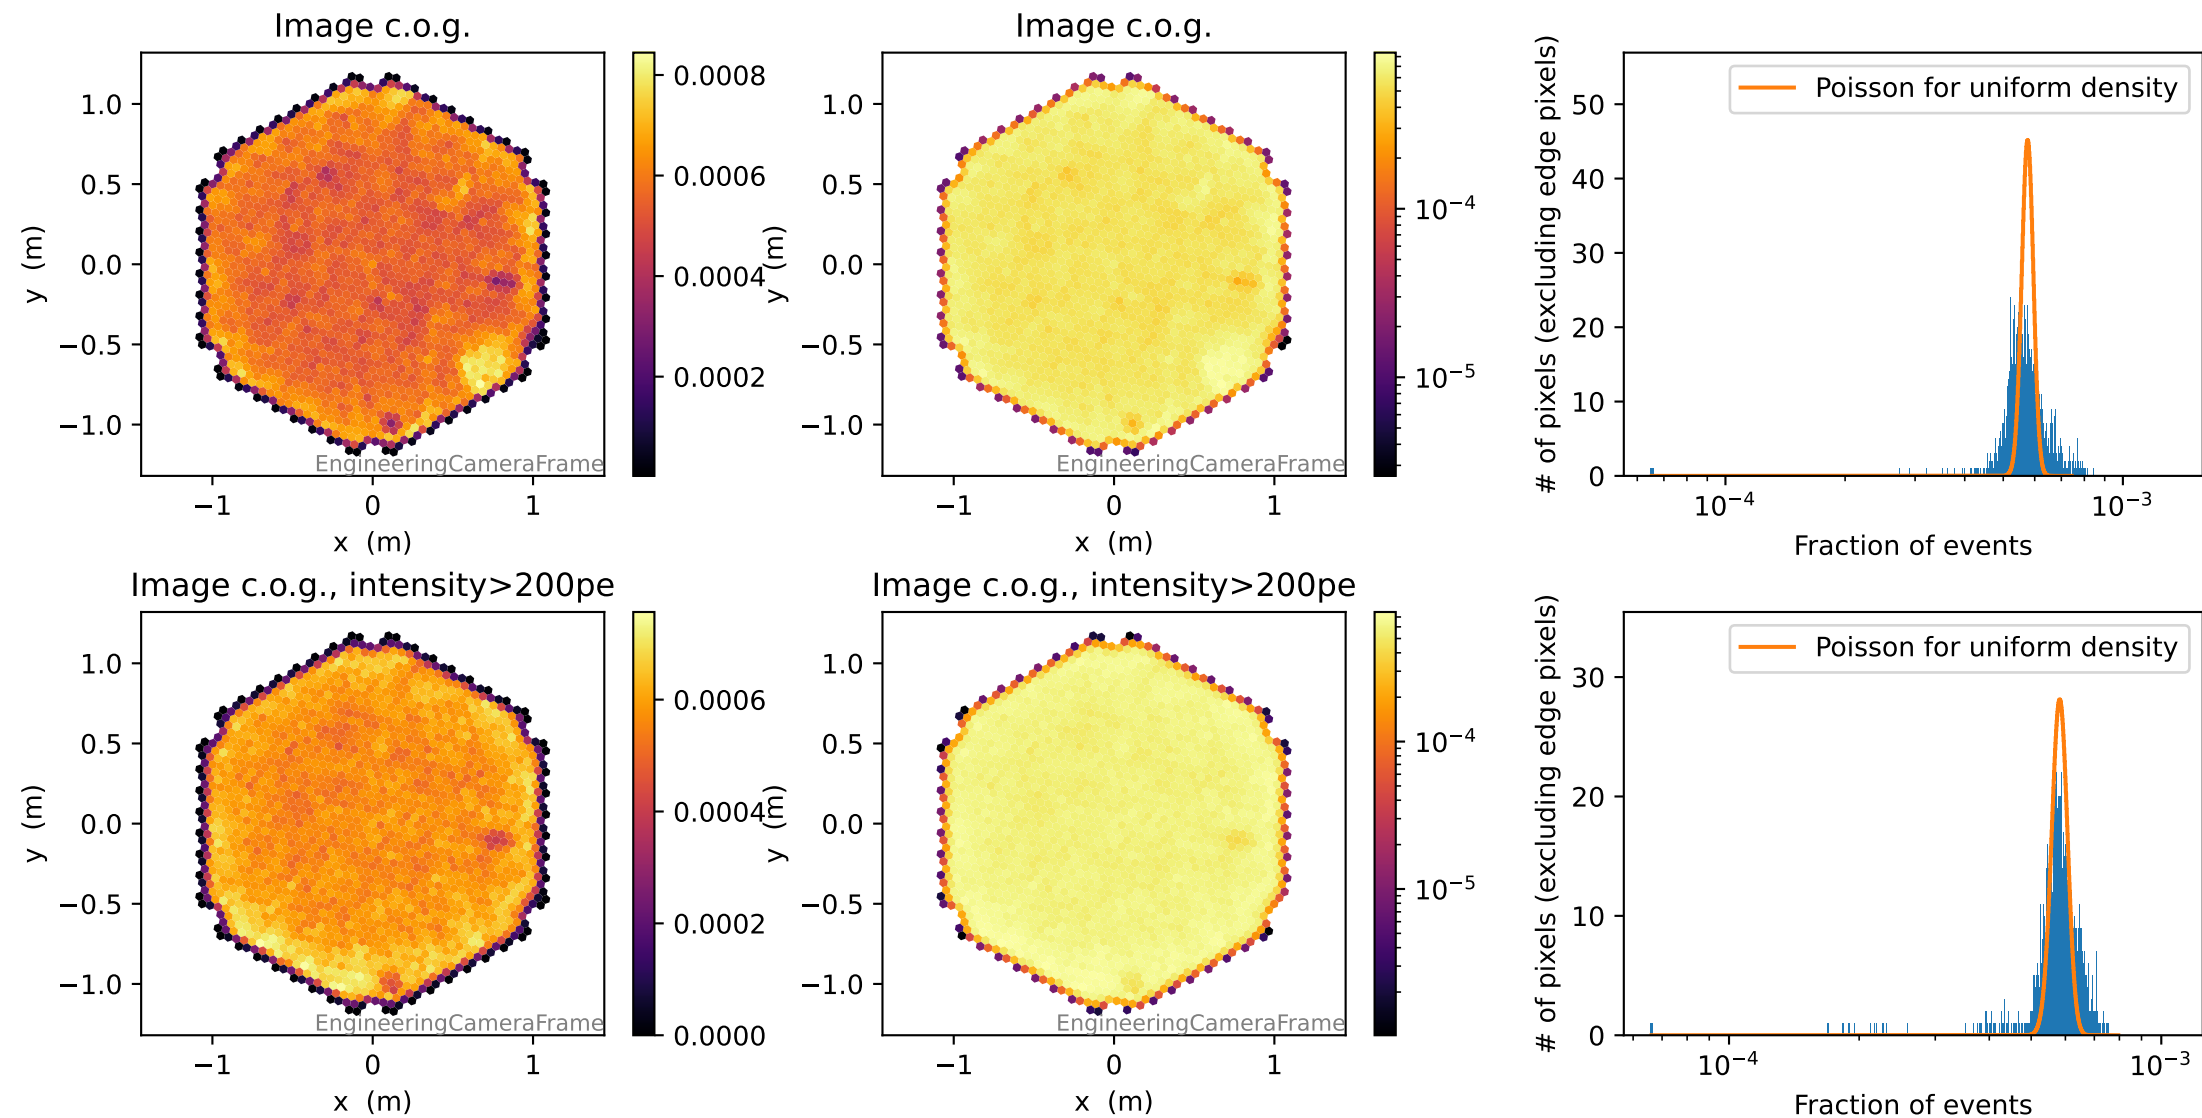 Image c.o.g.
1.0
0.5
0.0
−0.5
−1.0
y (m)
−1
0
1
x (m)
EngineeringCameraFrame
0.0008
0.0006
0.0004
0.0002
Image c.o.g.
1.0
0.5
0.0
−0.5
−1.0
y (m)
−1
0
1
x (m)
EngineeringCameraFrame
10⁻⁴
10⁻⁵
Poisson for uniform density
50
40
30
20
10
0
# of pixels (excluding edge pixels)
10⁻⁴
10⁻³
Fraction of events
Image c.o.g., intensity>200pe
1.0
0.5
0.0
−0.5
−1.0
y (m)
−1
0
1
x (m)
EngineeringCameraFrame
0.0006
0.0004
0.0002
0.0000
Image c.o.g., intensity>200pe
1.0
0.5
0.0
−0.5
−1.0
y (m)
−1
0
1
x (m)
EngineeringCameraFrame
10⁻⁴
10⁻⁵
Poisson for uniform density
30
20
10
0
# of pixels (excluding edge pixels)
10⁻⁴
10⁻³
Fraction of events